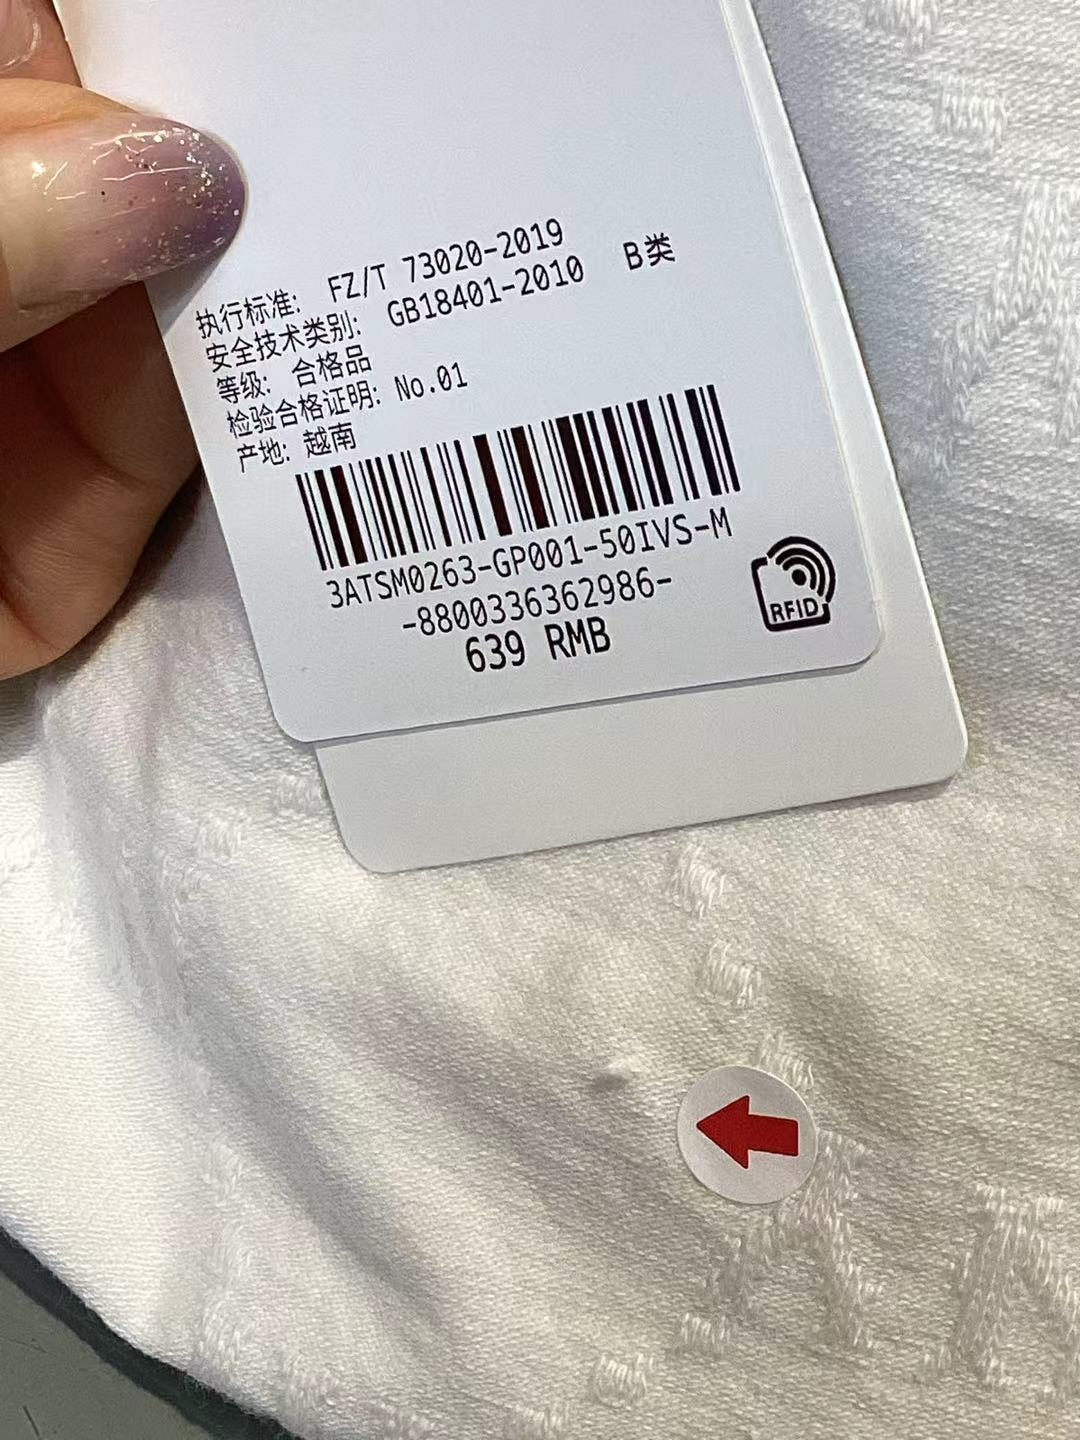 执行标准: FZ/T 73020-2019
安全技术类别: GB18401-2010 B类
等级: 合格品
检验合格证明: No.01
产地: 越南
3ATSM0263-GP001-50IVS-M
-8800336362986-
639 RMB
RFID